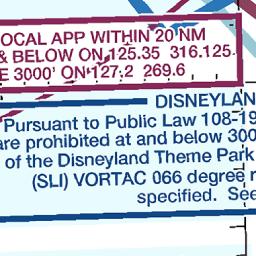 OCAL APP WITHIN 20 NM
& BELOW ON 125.35 316.125
3000' ON 127.2 269.6
DISNEYLAN
Pursuant to Public Law 108-19
are prohibited at and below 300
of the Disneyland Theme Park
(SLI) VORTAC 066 degree r
specified. See